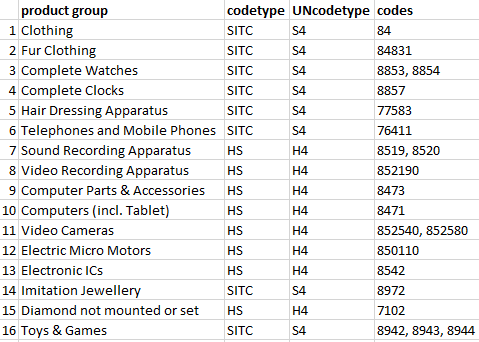 product group codetype UNcodetype codes
1 Clothing SITC S4 84
2 Fur Clothing SITC S4 84831
3 Complete Watches SITC S4 8853, 8854
4 Complete Clocks SITC S4 8857
5 Hair Dressing Apparatus SITC S4 77583
6 Telephones and Mobile Phones SITC S4 76411
7 Sound Recording Apparatus HS H4 8519, 8520
8 Video Recording Apparatus HS H4 852190
9 Computer Parts & Accessories HS H4 8473
10 Computers (incl. Tablet) HS H4 8471
11 Video Cameras HS H4 852540, 852580
12 Electric Micro Motors HS H4 850110
13 Electronic ICs HS H4 8542
14 Imitation Jewellery SITC S4 8972
15 Diamond not mounted or set HS H4 7102
16 Toys & Games SITC S4 8942, 8943, 8944